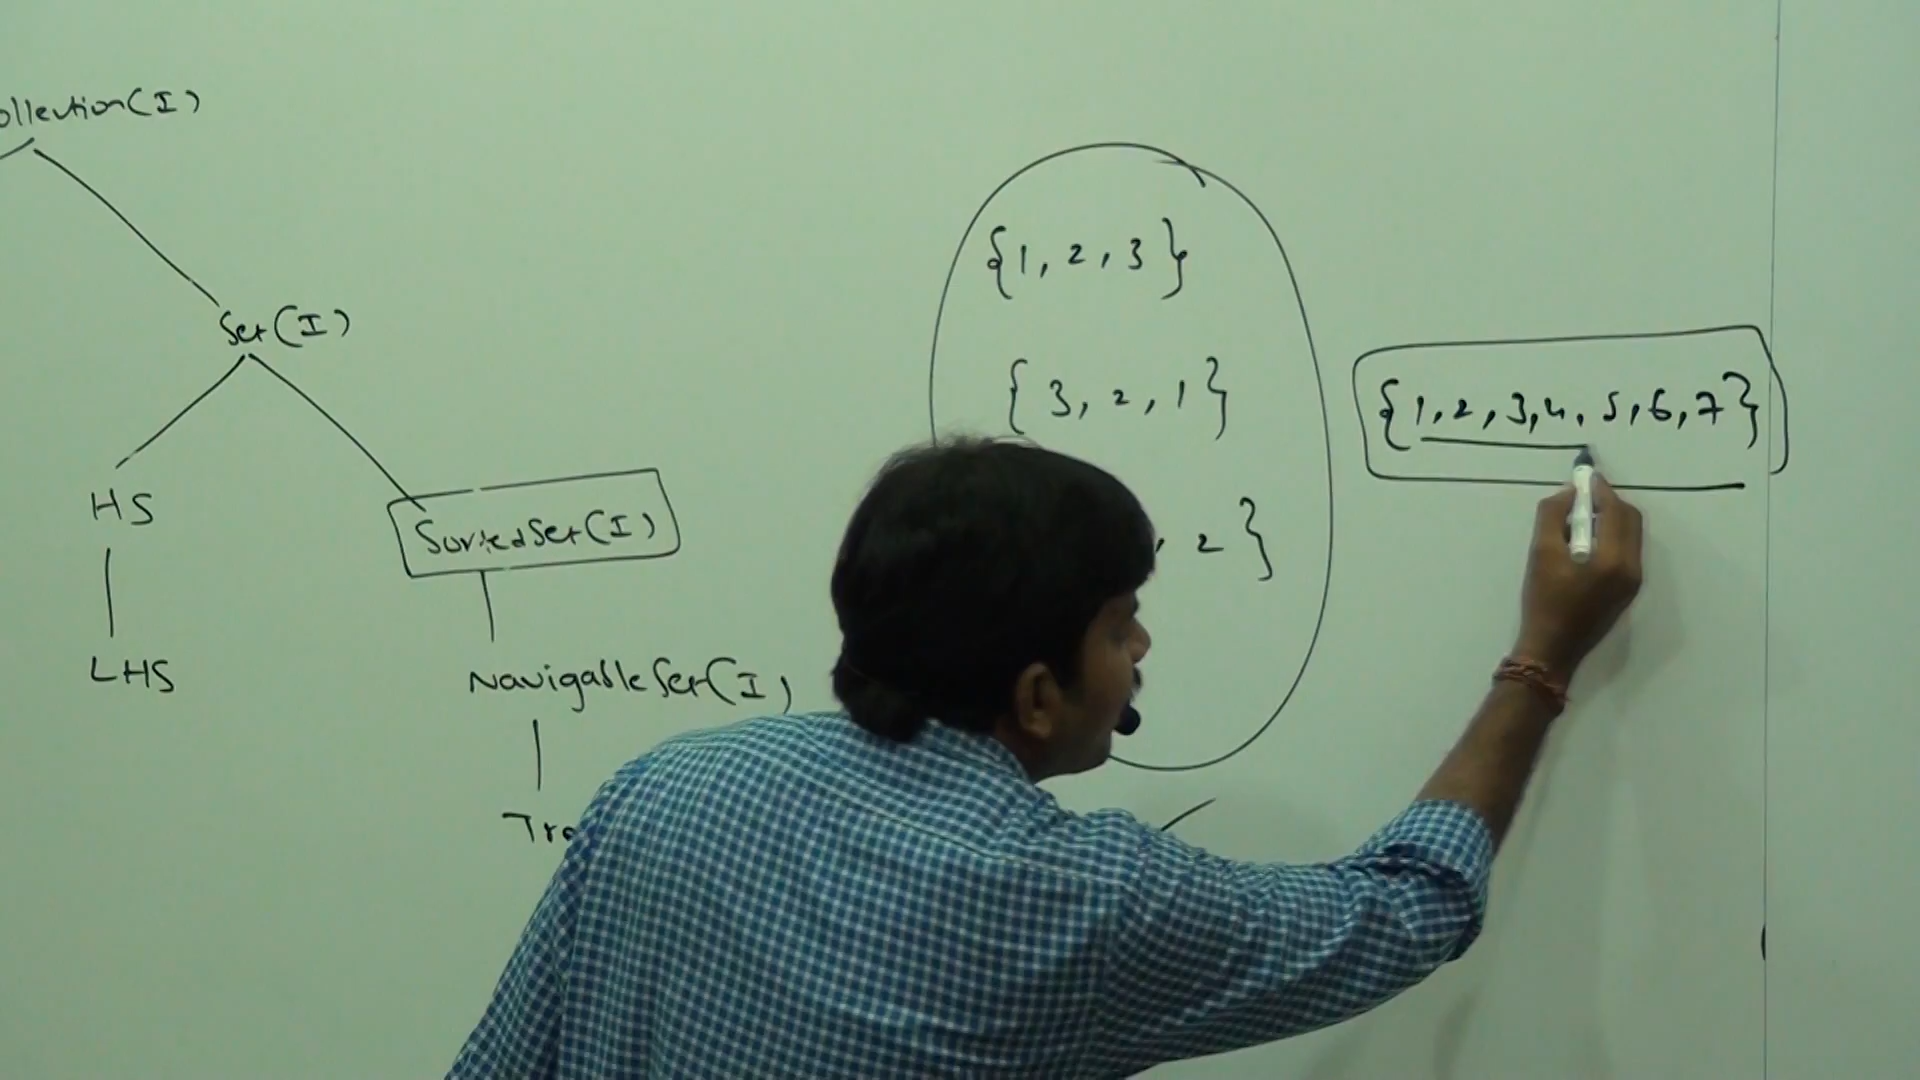 ollection(I)
Set(I)
HS
SortedSet(I)
LHS
NavigableSet(I)
Tre
{1, 2, 3}
{3, 2, 1}
, 2}
{1, 2, 3, 4, 5, 6, 7}